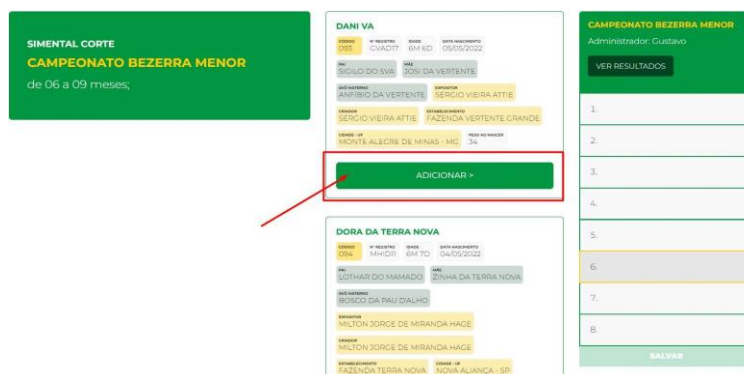 SIMENTAL CORTE
CAMPEONATO BEZERRA MENOR
de 06 a 09 meses;
DANI VA
CÓDIGO Nº REGISTRO IDADE DATA NASCIMENTO
093 GVAD17 6M 6D 05/05/2022
PAI MÃE
SIGILO DO SVA JOSI DA VERTENTE
AVÔ MATERNO EXPOSITOR
ANFIBIO DA VERTENTE SERGIO VIEIRA ATTIE
CRIADOR ESTABELECIMENTO
SERGIO VIEIRA ATTIE FAZENDA VERTENTE GRANDE
CIDADE - UF PESO AO NASCER
MONTE ALEGRE DE MINAS - MG 34
ADICIONAR >
DORA DA TERRA NOVA
CÓDIGO Nº REGISTRO IDADE DATA NASCIMENTO
094 MHID11 6M 7D 04/05/2022
PAI MÃE
LOTHAR DO MAMADO ZINHA DA TERRA NOVA
AVÔ MATERNO
BOSCO DA PAU D'ALHO
EXPOSITOR
MILTON JORGE DE MIRANDA HAGE
CRIADOR
MILTON JORGE DE MIRANDA HAGE
ESTABELECIMENTO CIDADE - UF
FAZENDA TERRA NOVA NOVA ALIANÇA - SP
CAMPEONATO BEZERRA MENOR
Administrador: Gustavo
VER RESULTADOS
1.
2.
3.
4.
5.
6.
7.
8.
SALVAR